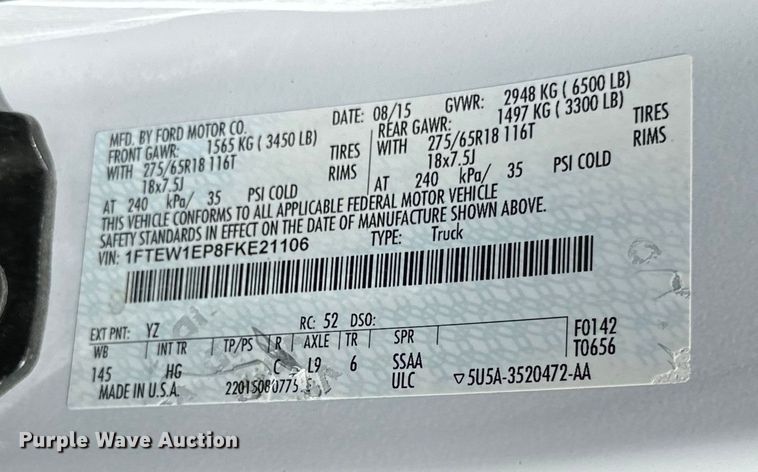 MFD. BY FORD MOTOR CO.
DATE: 08/15 GVWR: 2948 KG ( 6500 LB)
FRONT GAWR: 1565 KG ( 3450 LB) REAR GAWR: 1497 KG ( 3300 LB)
WITH 275/65R18 116T TIRES WITH 275/65R18 116T TIRES
18x7.5J RIMS 18x7.5J RIMS
AT 240 kPa/ 35 PSI COLD AT 240 kPa/ 35 PSI COLD
THIS VEHICLE CONFORMS TO ALL APPLICABLE FEDERAL MOTOR VEHICLE
SAFETY STANDARDS IN EFFECT ON THE DATE OF MANUFACTURE SHOWN ABOVE.
VIN: 1FTEW1EP8FKE21106 TYPE: Truck
EXT PNT: YZ RC: 52 DSO: F0142
WB INT TR TP/PS R AXLE TR SPR T0656
145 HG C L9 6 SSAA
ULC ▽5U5A-3520472-AA
MADE IN U.S.A. 22015080775
Purple Wave Auction